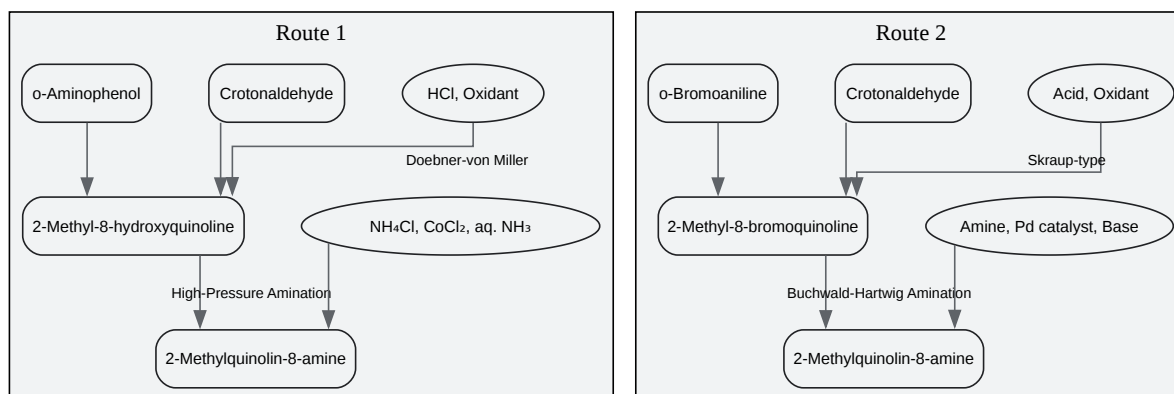 Route 1
o-Aminophenol
Crotonaldehyde
HCl, Oxidant
Doebner-von Miller
2-Methyl-8-hydroxyquinoline
NH₄Cl, CoCl₂, aq. NH₃
High-Pressure Amination
2-Methylquinolin-8-amine
Route 2
o-Bromoaniline
Crotonaldehyde
Acid, Oxidant
Skraup-type
2-Methyl-8-bromoquinoline
Amine, Pd catalyst, Base
Buchwald-Hartwig Amination
2-Methylquinolin-8-amine